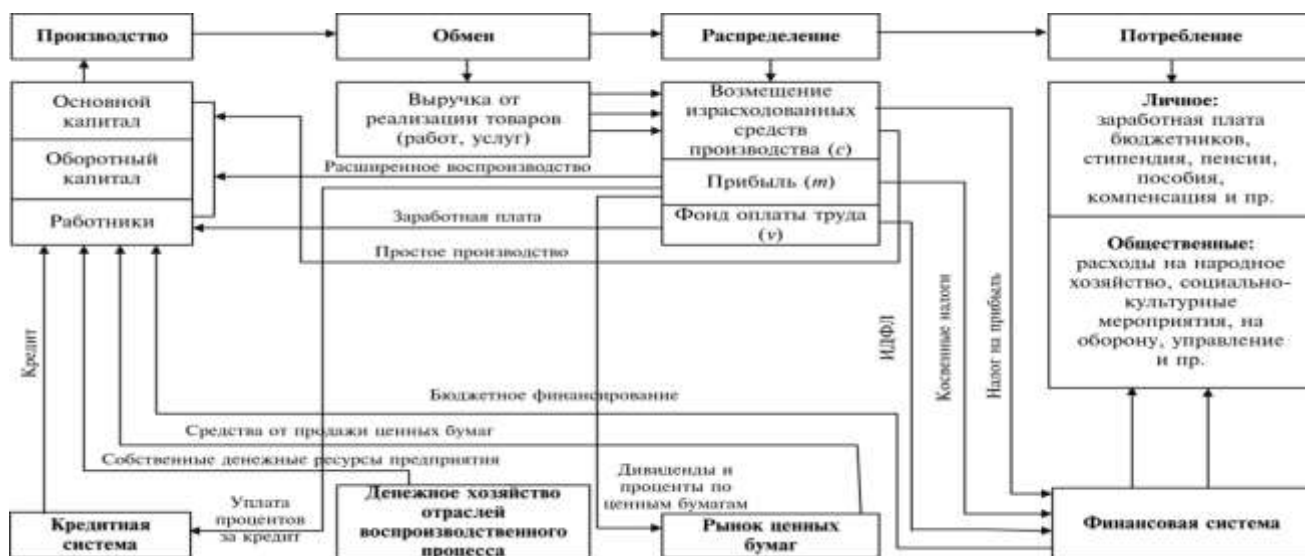 Производство
Обмен
Распределение
Потребление
Основной
капитал
Оборотный
капитал
Работники
Выручка от
реализации товаров
(работ, услуг)
Возмещение
израсходованных
средств
производства (c)
Прибыль (m)
Фонд оплаты труда
(v)
Личное:
заработная плата
бюджетников,
стипендия, пенсии,
пособия,
компенсация и пр.
Общественные:
расходы на народное
хозяйство, социально-
культурные
мероприятия, на
оборону, управление
и пр.
Расширенное воспроизводство
Заработная плата
Простое производство
Кредит
ИДФЛ
Косвенные налоги
Налог на прибыль
Бюджетное финансирование
Средства от продажи ценных бумаг
Собственные денежные ресурсы предприятия
Уплата
процентов
за кредит
Дивиденды и
проценты по
ценным бумагам
Кредитная
система
Денежное хозяйство
отраслей
воспроизводственного
процесса
Рынок ценных
бумаг
Финансовая система